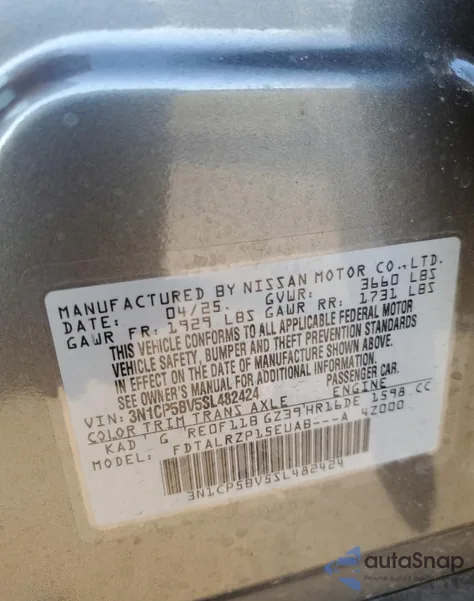 MANUFACTURED BY NISSAN MOTOR CO.,LTD.
DATE: 04/25. GVWR: 3660 LBS
GAWR FR: 1929 LBS GAWR RR: 1731 LBS
THIS VEHICLE CONFORMS TO ALL APPLICABLE FEDERAL MOTOR
VEHICLE SAFETY, BUMPER AND THEFT PREVENTION STANDARDS
IN EFFECT ON THE DATE OF MANUFACTURE SHOWN ABOVE.
SEE OWNER'S MANUAL FOR ADDITIONAL INFORMATION.
VIN: 3N1CP5BV5SL482424 PASSENGER CAR.
COLOR TRIM TRANS AXLE ENGINE
KAD G RE0F11B GZ39 HR16DE 1598 CC
MODEL: FDTALRZP15EUAB---A 4Z000
3N1CP5BV5SL482424
autoSnap